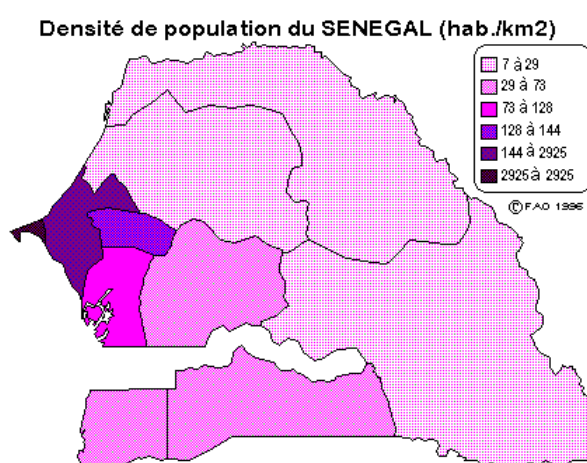 Densité de population du SENEGAL (hab./km2)
7 à 29
29 à 73
73 à 128
128 à 144
144 à 2925
2925 à 2925
© FAO 1996